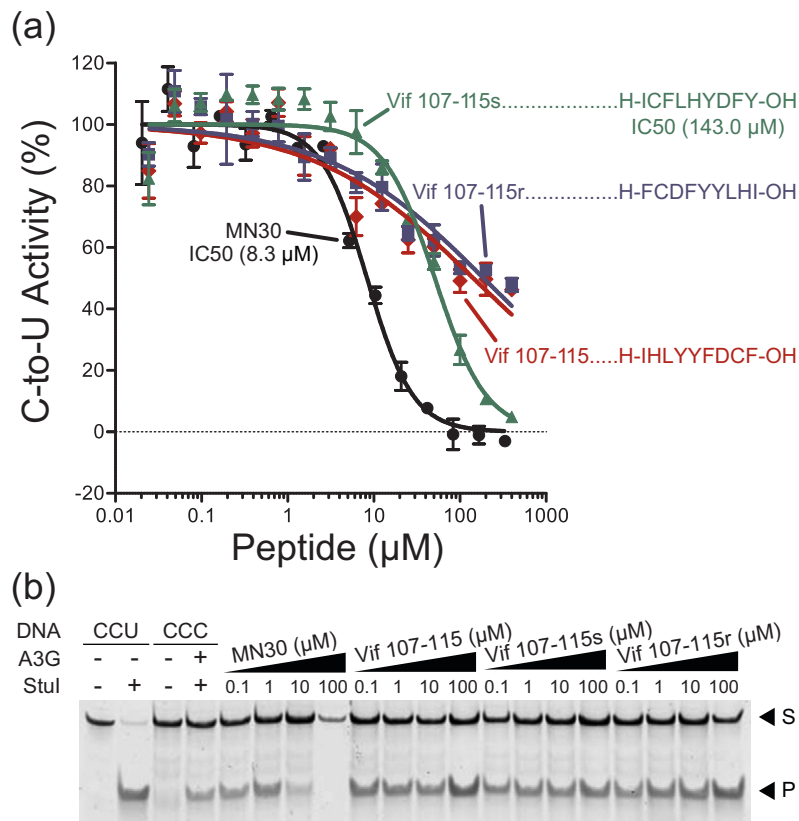 (a)
120
100
80
60
40
20
0
-20
C-to-U Activity (%)
0.01 0.1 1 10 100 1000
Peptide (µM)
Vif 107-115s.....................H-ICFLHYDFY-OH
IC50 (143.0 µM)
Vif 107-115r.................H-FCDFYYLHI-OH
MN30
IC50 (8.3 µM)
Vif 107-115.....H-IHLYYFDCF-OH
(b)
DNA CCU CCC MN30 (µM) Vif 107-115 (µM) Vif 107-115s (µM) Vif 107-115r (µM)
A3G - - - +
StuI - + - + 0.1 1 10 100 0.1 1 10 100 0.1 1 10 100 0.1 1 10 100
S
P